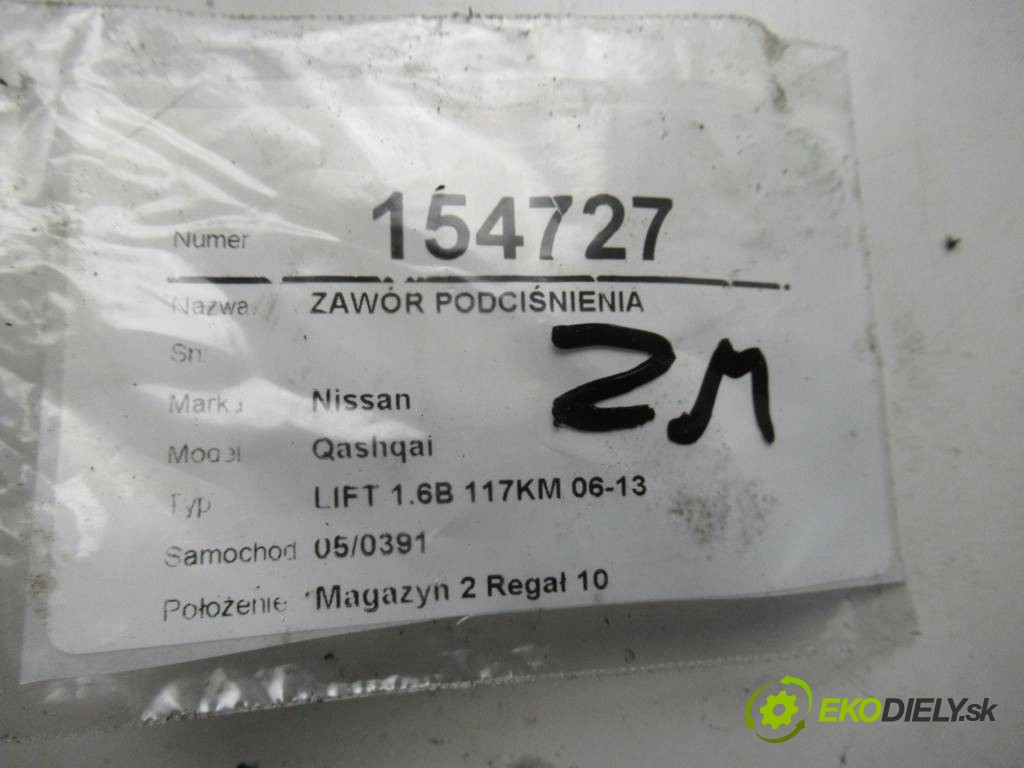 Numer 154727
Nazwa ZAWÓR PODCIŚNIENIA
Sn:
Marka Nissan
Model Qashqai
Typ LIFT 1.6B 117KM 06-13
Samochod 05/0391
Położenie Magazyn 2 Regał 10
ZM
EKODIELY.sk